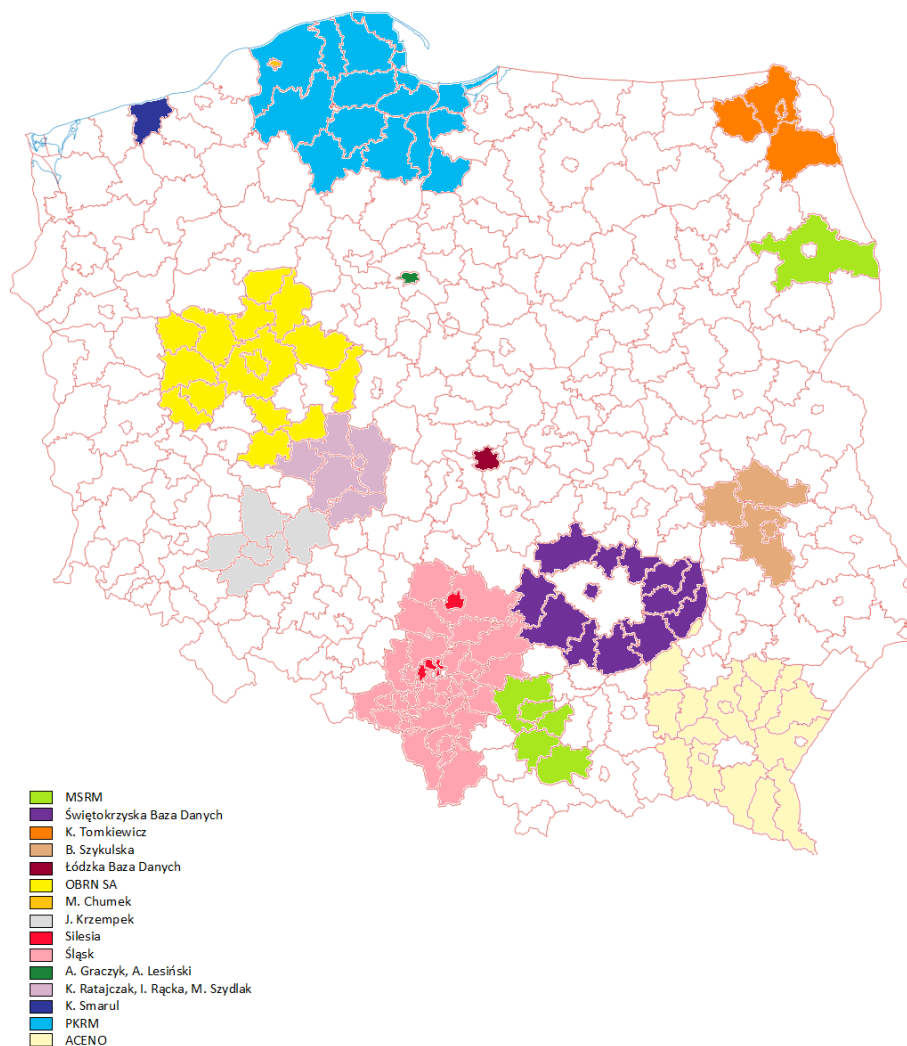 MSRM
Świętokrzyska Baza Danych
K. Tomkiewicz
B. Szykulska
Łódzka Baza Danych
OBRN SA
M. Chumek
J. Krzempek
Silesia
Śląsk
A. Graczyk, A. Lesiński
K. Ratajczak, I. Rącka, M. Szydlak
K. Smarul
PKRM
ACENO